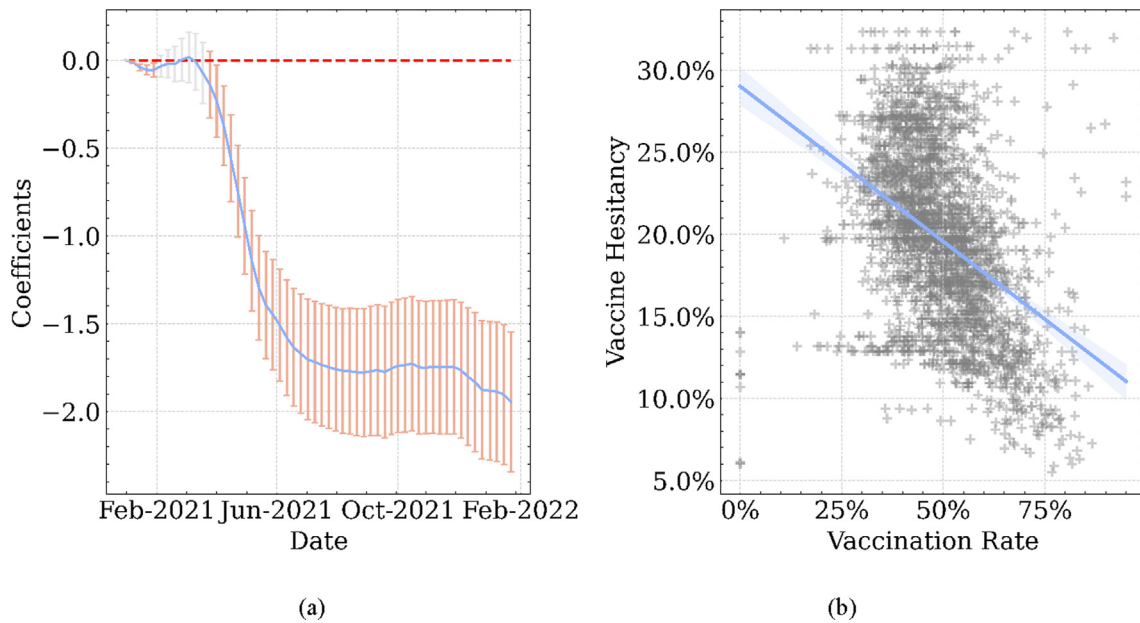 0.0
−0.5
−1.0
−1.5
−2.0
Coefficients
Feb-2021 Jun-2021 Oct-2021 Feb-2022
Date
(a)
30.0%
25.0%
20.0%
15.0%
10.0%
5.0%
Vaccine Hesitancy
0% 25% 50% 75%
Vaccination Rate
(b)